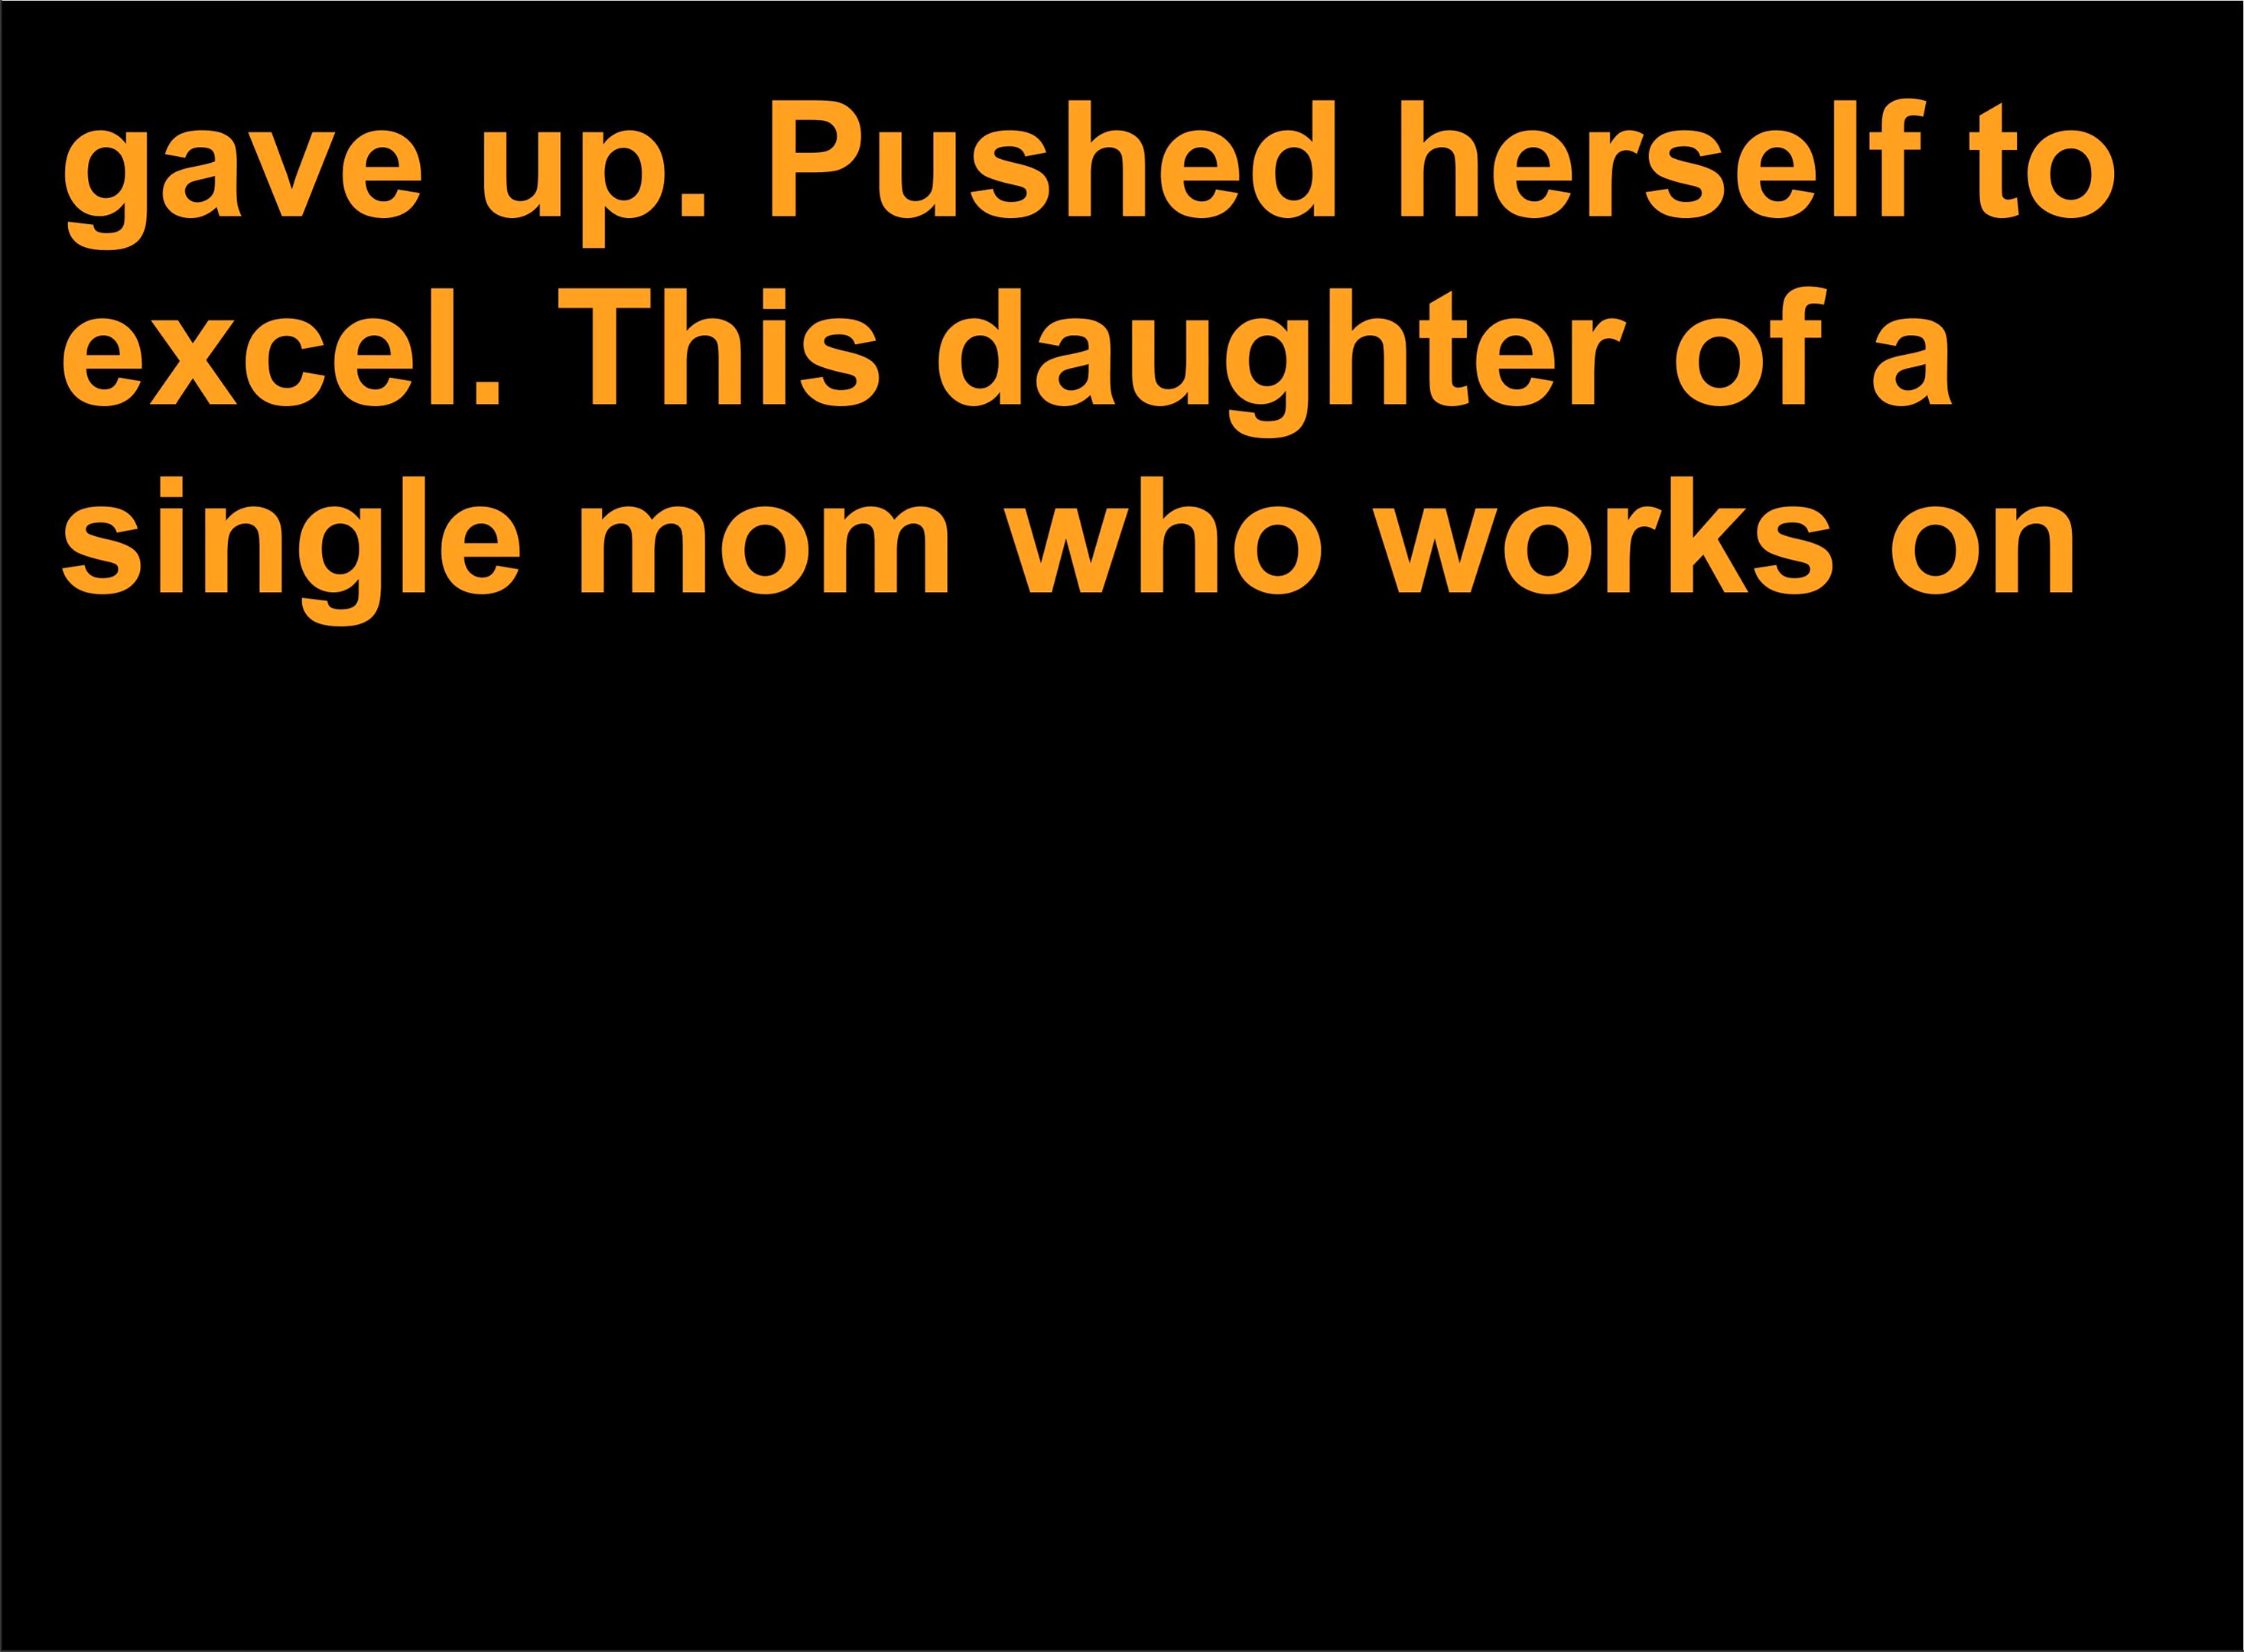 gave up. Pushed herself to
excel. This daughter of a
single mom who works on